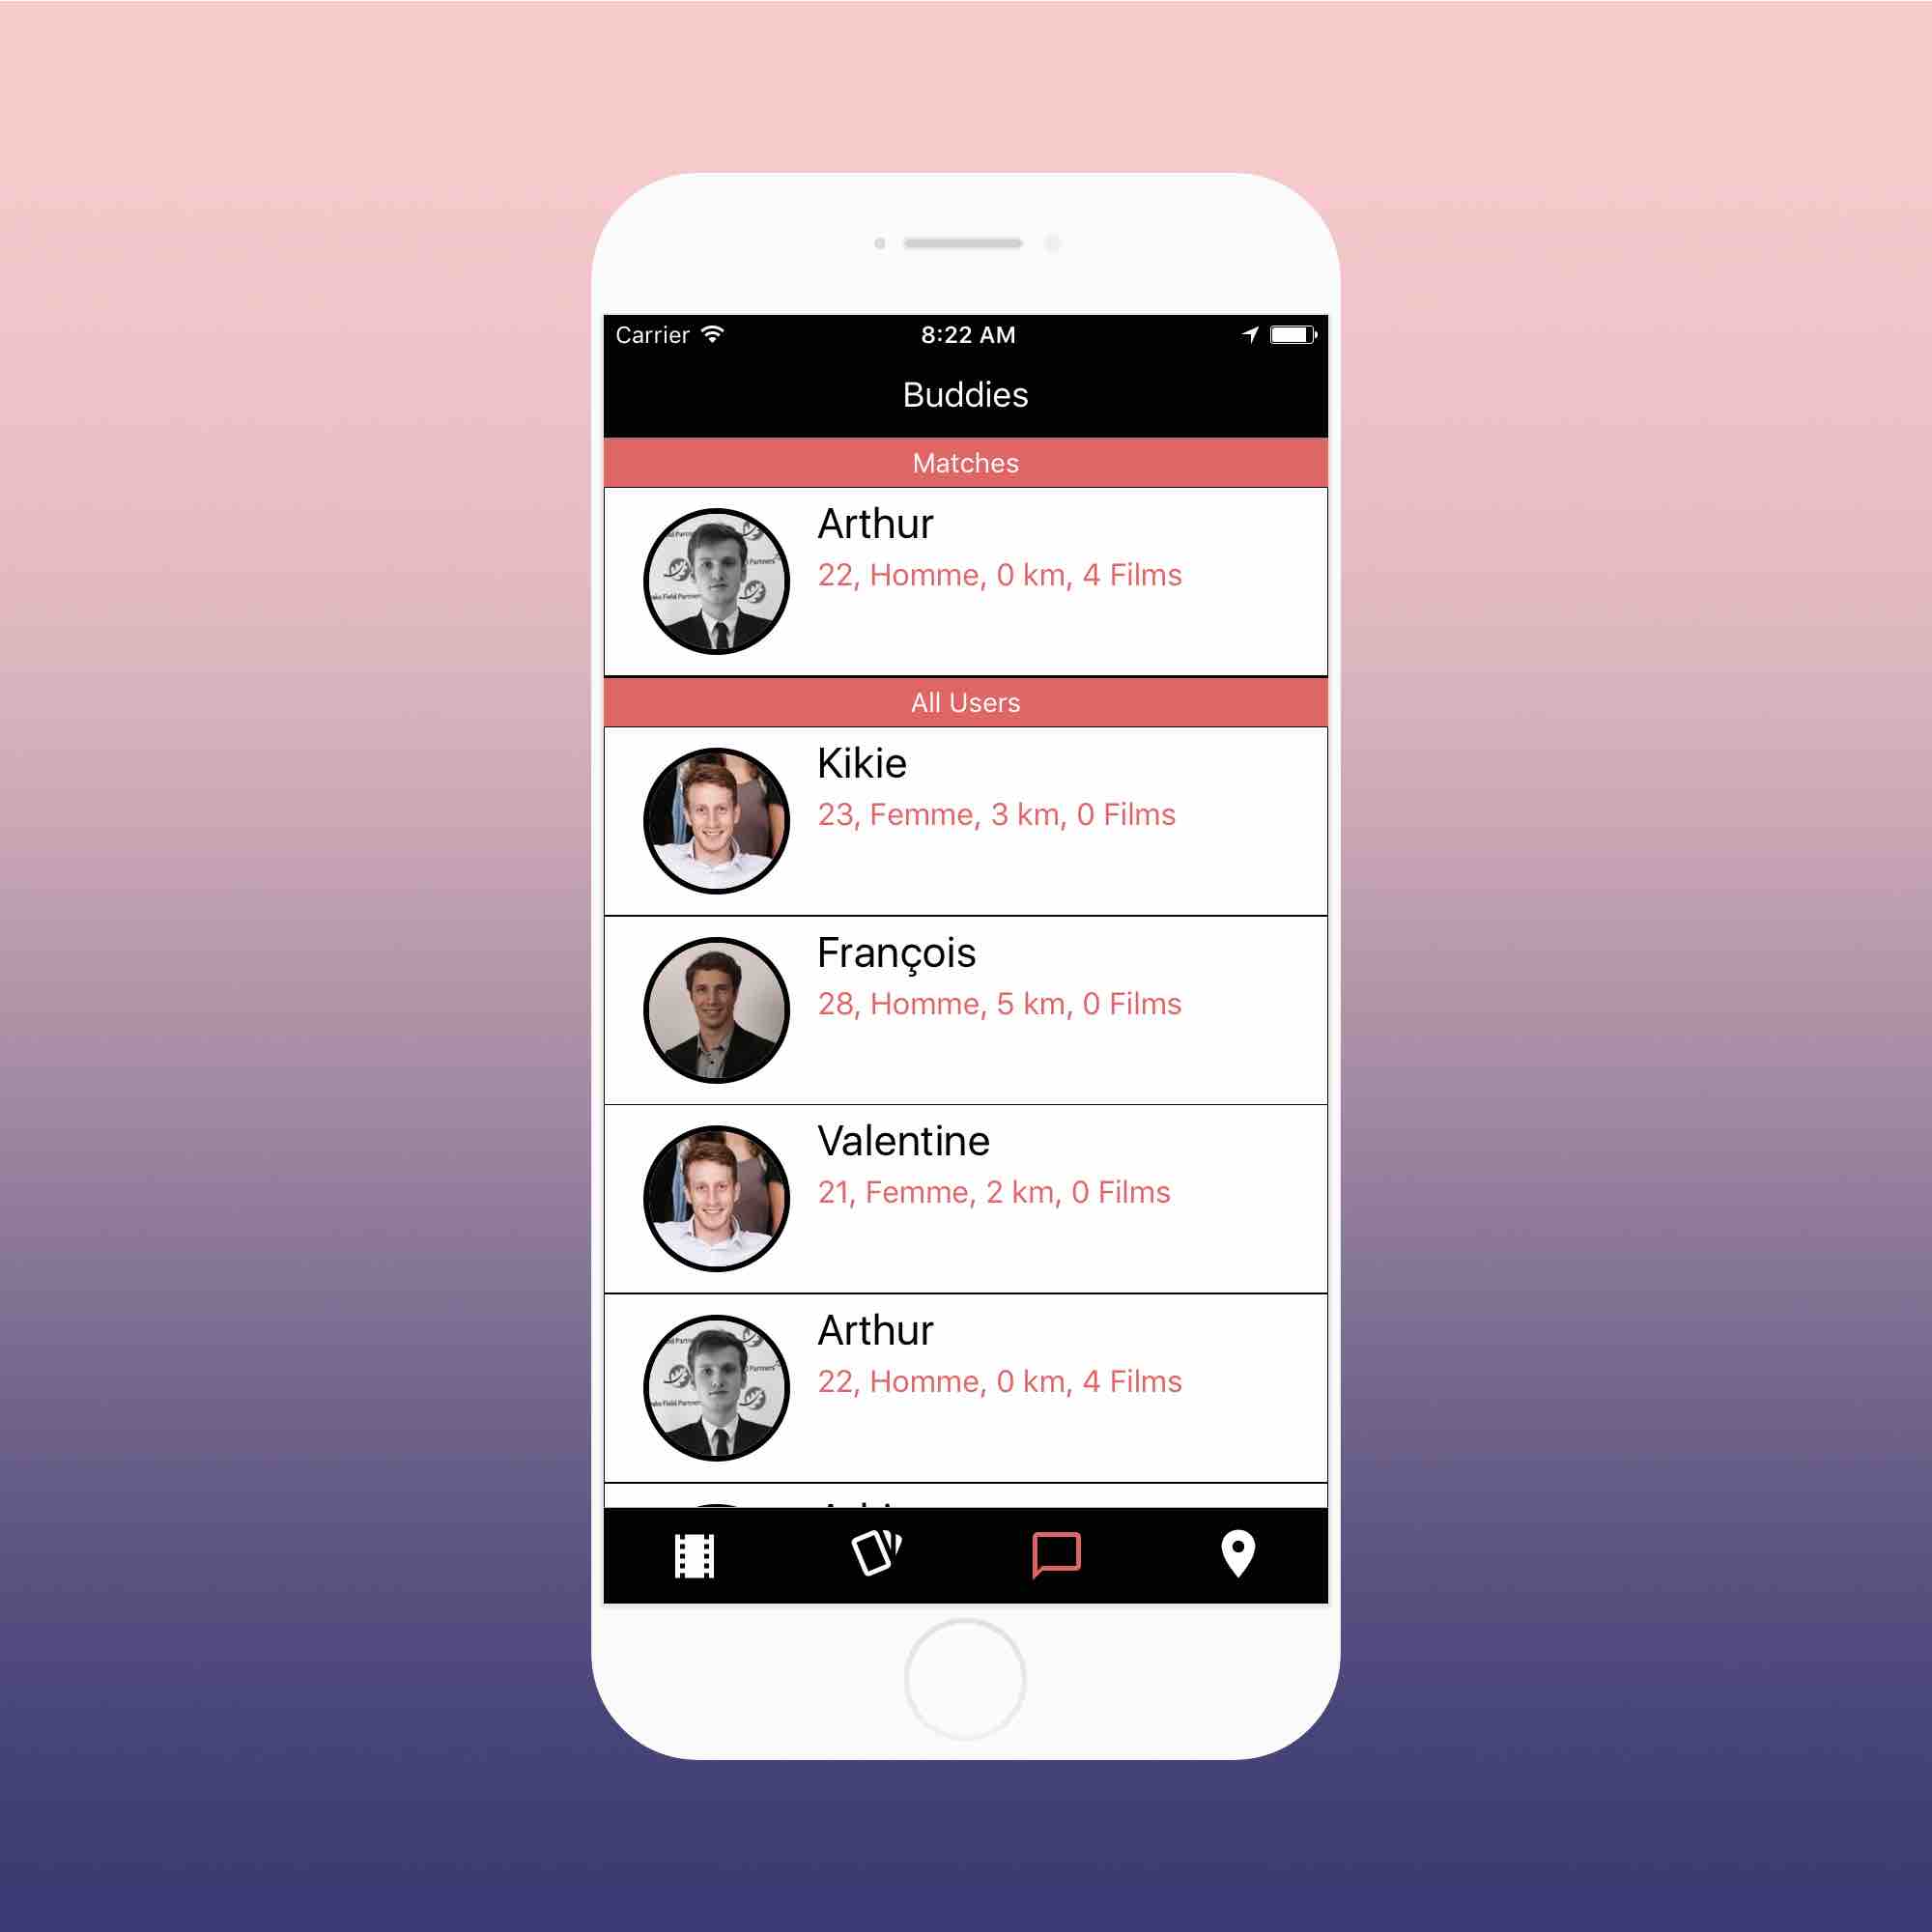 Carrier 8:22 AM
Buddies
Matches
Arthur
22, Homme, 0 km, 4 Films
All Users
Kikie
23, Femme, 3 km, 0 Films
François
28, Homme, 5 km, 0 Films
Valentine
21, Femme, 2 km, 0 Films
Arthur
22, Homme, 0 km, 4 Films